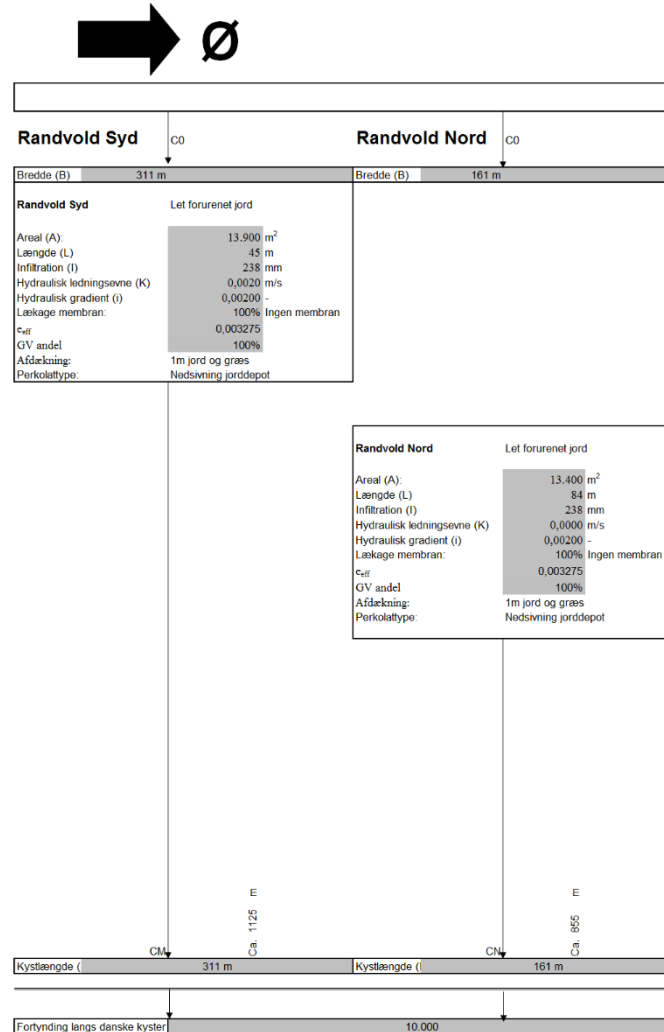 Ø
Randvold Syd C0 Randvold Nord C0
Bredde (B) 311 m Bredde (B) 161 m
Randvold Syd Let forurenet jord
Areal (A): 13.900 m²
Længde (L) 45 m
Infiltration (I) 238 mm
Hydraulisk ledningsevne (K) 0,0020 m/s
Hydraulisk gradient (i) 0,00200 -
Lækage membran: 100% Ingen membran
e_eff 0,003275
GV andel 100%
Afdækning: 1m jord og græs
Perkolattype: Nedsivning jorddepot
Randvold Nord Let forurenet jord
Areal (A): 13.400 m²
Længde (L) 84 m
Infiltration (I) 238 mm
Hydraulisk ledningsevne (K) 0,0000 m/s
Hydraulisk gradient (i) 0,00200 -
Lækage membran: 100% Ingen membran
e_eff 0,003275
GV andel 100%
Afdækning: 1m jord og græs
Perkolattype: Nedsivning jorddepot
Ca. 1125 m
Ca. 855 m
CM CN
Kystlængde ( 311 m Kystlængde (l 161 m
Fortynding langs danske kyster 10.000